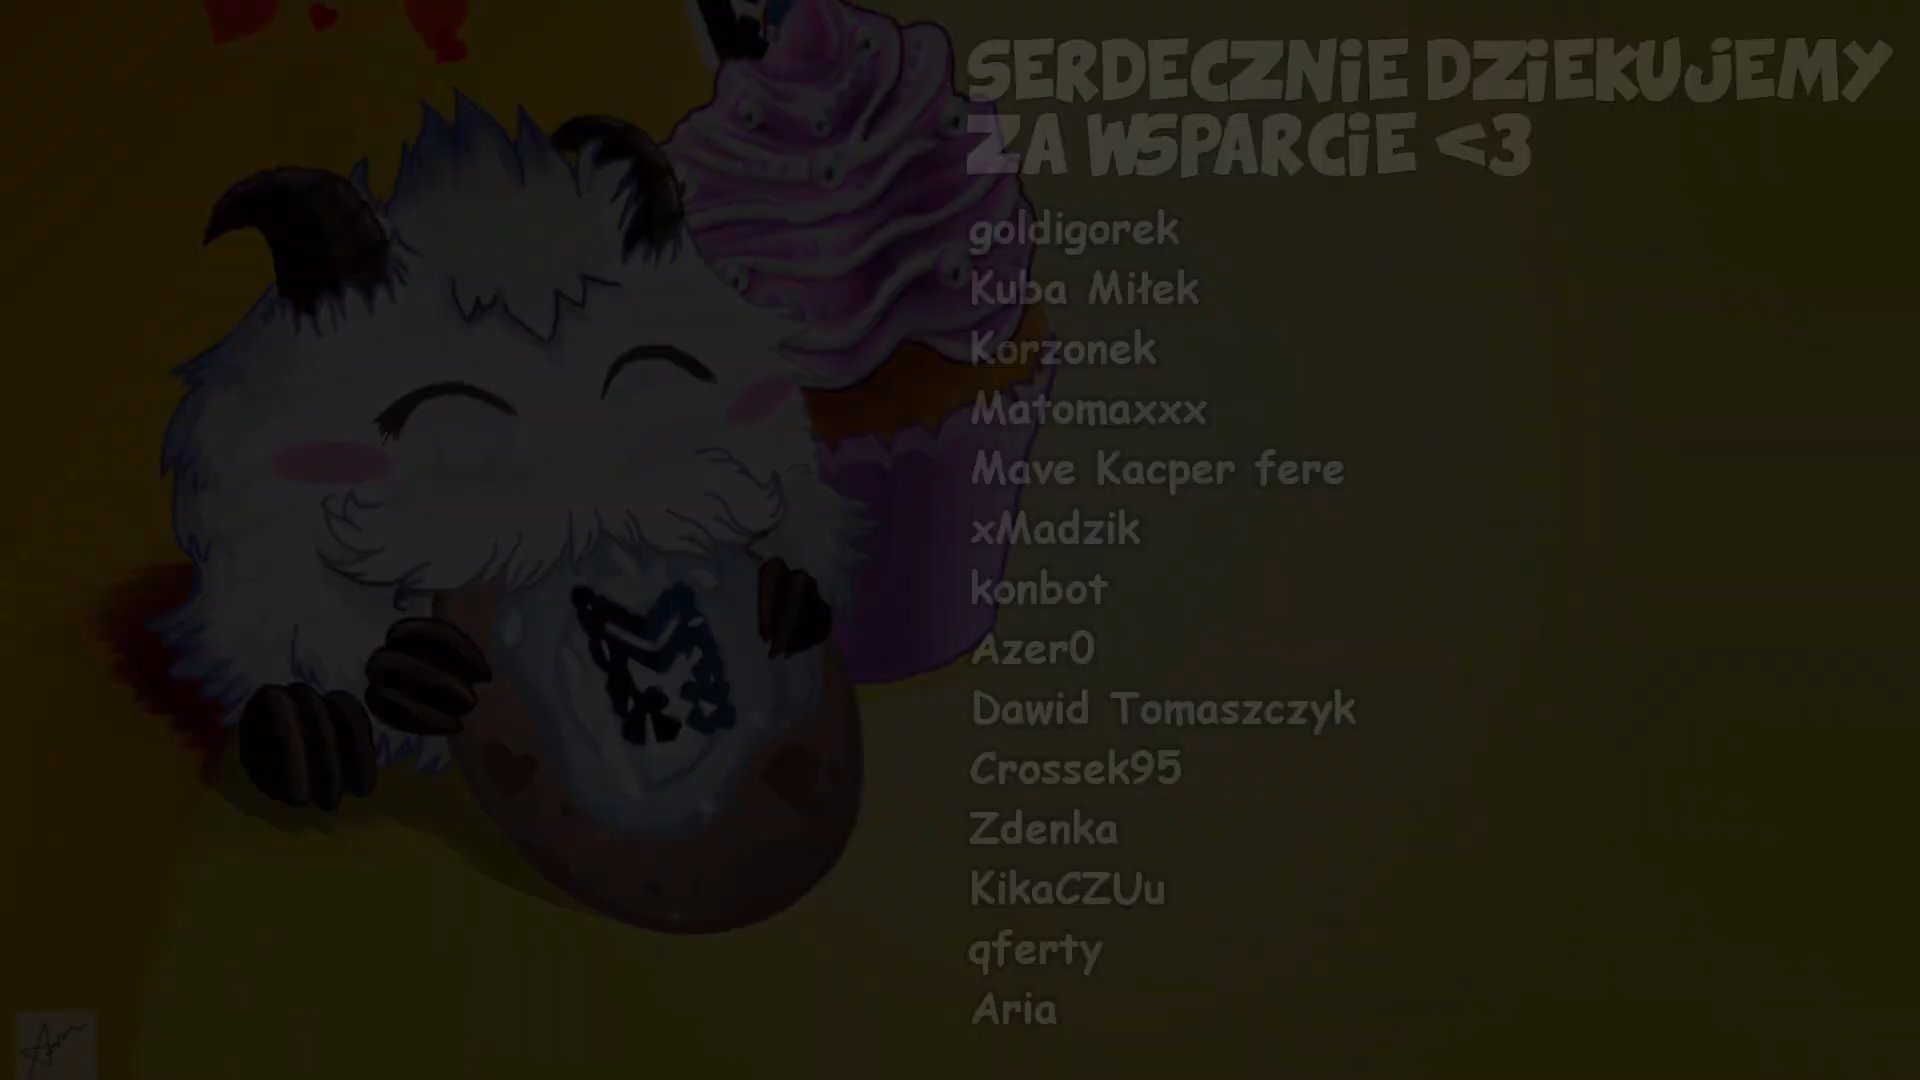 SERDECZNiE DZiEKUJEMY
ZA WSPARCiE <3
goldigorek
Kuba Miłek
Korzonek
Matomaxxx
Mave Kacper fere
xMadzik
konbot
Azer0
Dawid Tomaszczyk
Crossek95
Zdenka
KikaCZUu
qferty
Aria